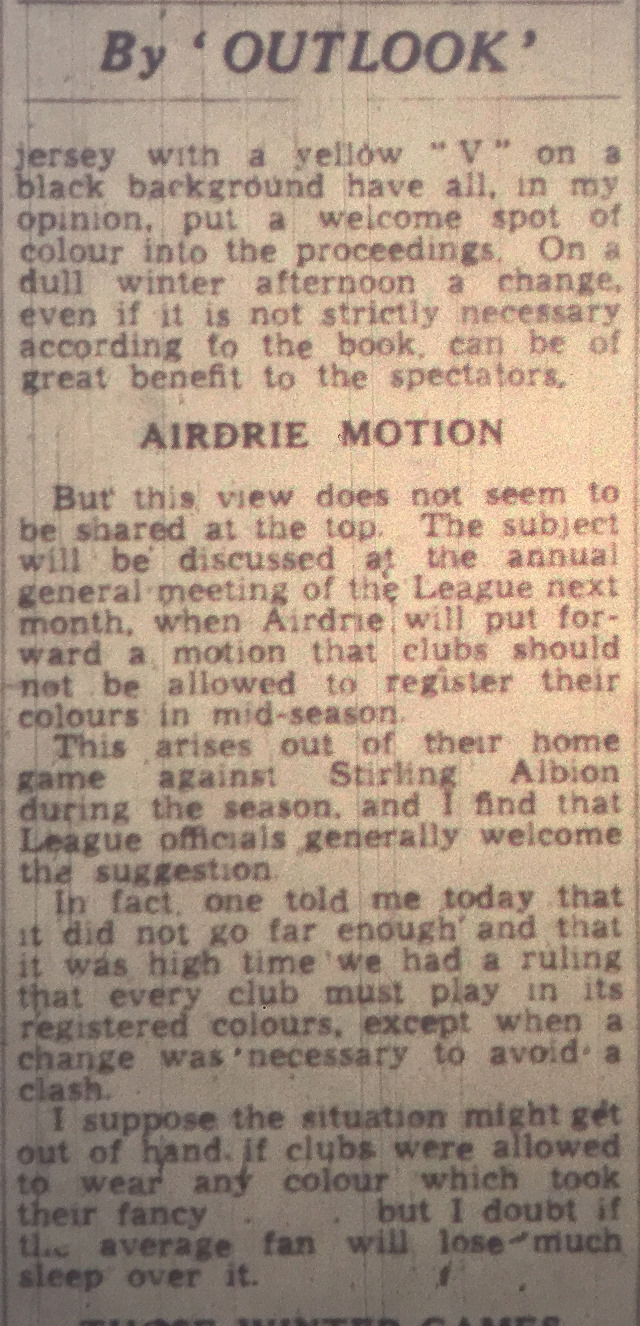 By ‘OUTLOOK’
jersey with a yellow “V” on a
black background have all, in my
opinion, put a welcome spot of
colour into the proceedings. On a
dull winter afternoon a change,
even if it is not strictly necessary
according to the book, can be of
great benefit to the spectators.
AIRDRIE MOTION
But this view does not seem to
be shared at the top. The subject
will be discussed at the annual
general meeting of the League next
month, when Airdrie will put for-
ward a motion that clubs should
not be allowed to register their
colours in mid-season.
This arises out of their home
game against Stirling Albion
during the season, and I find that
League officials generally welcome
the suggestion.
In fact, one told me today that
it did not go far enough and that
it was high time we had a ruling
that every club must play in its
registered colours, except when a
change was necessary to avoid a
clash.
I suppose the situation might get
out of hand if clubs were allowed
to wear any colour which took
their fancy . . . but I doubt if
the average fan will lose much
sleep over it.
THOSE WINTER GAMES